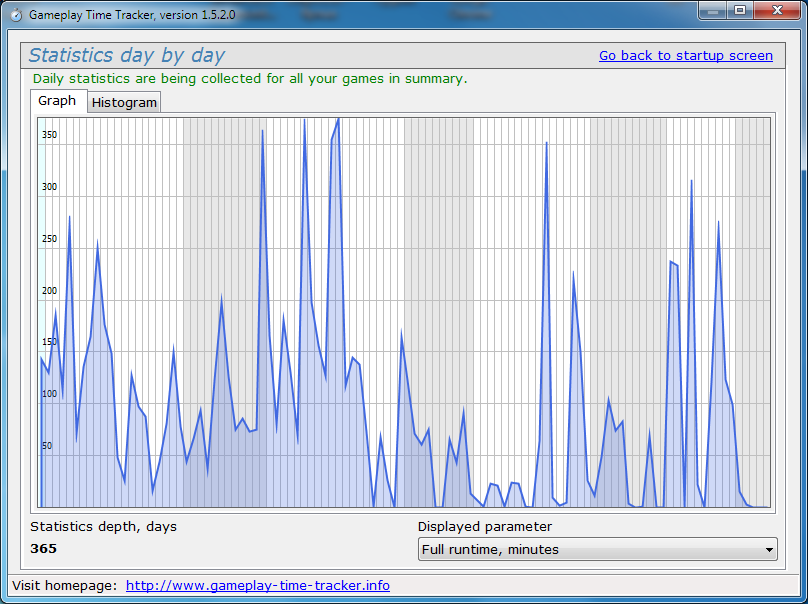 Gameplay Time Tracker, version 1.5.2.0
Statistics day by day
Go back to startup screen
Daily statistics are being collected for all your games in summary.
Graph
Histogram
350
300
250
200
150
100
50
Statistics depth, days
Displayed parameter
365
Full runtime, minutes
Visit homepage: http://www.gameplay-time-tracker.info